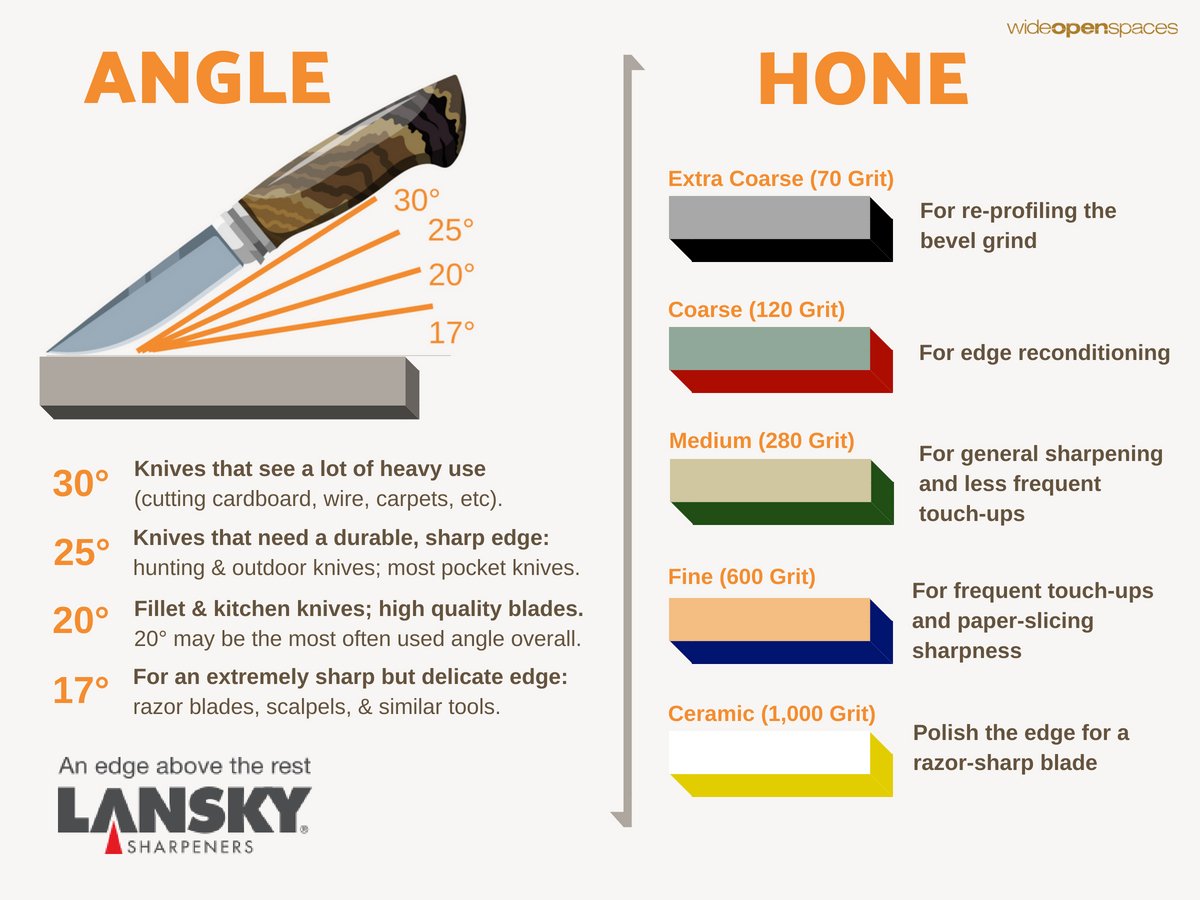 wideopenspaces
ANGLE
30°
25°
20°
17°
30° Knives that see a lot of heavy use
(cutting cardboard, wire, carpets, etc).
25° Knives that need a durable, sharp edge:
hunting & outdoor knives; most pocket knives.
20° Fillet & kitchen knives; high quality blades.
20° may be the most often used angle overall.
17° For an extremely sharp but delicate edge:
razor blades, scalpels, & similar tools.
An edge above the rest
LANSKY®
SHARPENERS
HONE
Extra Coarse (70 Grit)
For re-profiling the
bevel grind
Coarse (120 Grit)
For edge reconditioning
Medium (280 Grit)
For general sharpening
and less frequent
touch-ups
Fine (600 Grit)
For frequent touch-ups
and paper-slicing
sharpness
Ceramic (1,000 Grit)
Polish the edge for a
razor-sharp blade